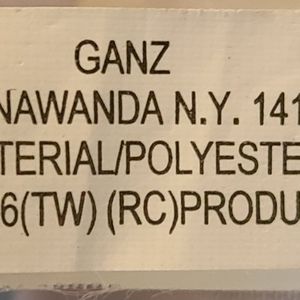 GANZ
NAWANDA N.Y. 141
TERIAL/POLYESTE
6(TW) (RC)PRODU